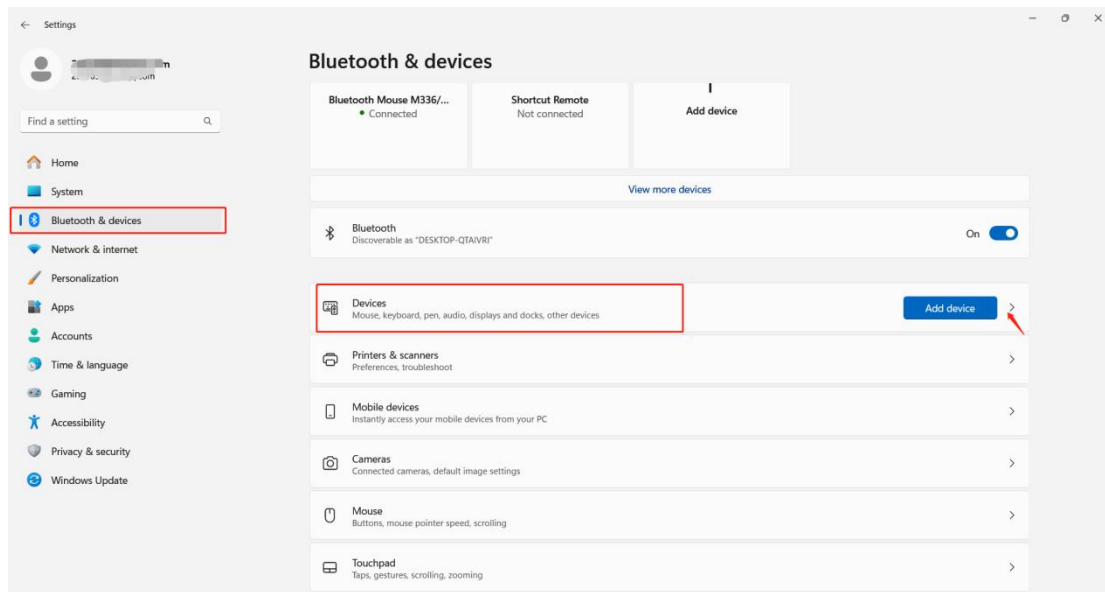 Settings
Find a setting
Home
System
Bluetooth & devices
Network & internet
Personalization
Apps
Accounts
Time & language
Gaming
Accessibility
Privacy & security
Windows Update
Bluetooth & devices
Bluetooth Mouse M336/...
Connected
Shortcut Remote
Not connected
Add device
View more devices
Bluetooth
Discoverable as "DESKTOP-QTAIVRI"
On
Devices
Mouse, keyboard, pen, audio, displays and docks, other devices
Add device
Printers & scanners
Preferences, troubleshoot
Mobile devices
Instantly access your mobile devices from your PC
Cameras
Connected cameras, default image settings
Mouse
Buttons, mouse pointer speed, scrolling
Touchpad
Taps, gestures, scrolling, zooming